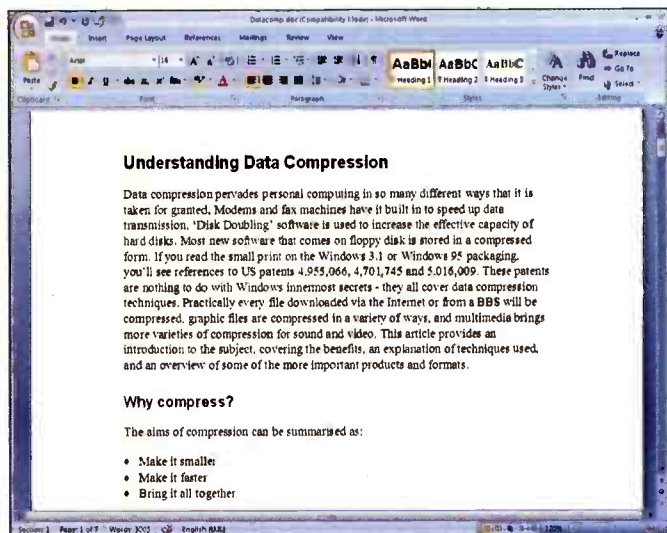 Datacomp.doc (Compatibility Mode) - Microsoft Word
Insert Page Layout References Mailings Review View
Paste
Arial 16
AaBb AaBbC AaBbC
Heading 1 Heading 2 Heading 3
Change Styles
Find
Replace
Go To
Select
Clipboard Font Paragraph Styles Editing
Understanding Data Compression
Data compression pervades personal computing in so many different ways that it is
taken for granted, Modems and fax machines have it built in to speed up data
transmission. 'Disk Doubling' software is used to increase the effective capacity of
hard disks. Most new software that comes on floppy disk is stored in a compressed
form. If you read the small print on the Windows 3.1 or Windows 95 packaging,
you'll see references to US patents 4,955,066, 4,701,745 and 5.016,009. These patents
are nothing to do with Windows innermost secrets - they all cover data compression
techniques. Practically every file downloaded via the Internet or from a BBS will be
compressed, graphic files are compressed in a variety of ways, and multimedia brings
more varieties of compression for sound and video. This article provides an
introduction to the subject, covering the benefits, an explanation of techniques used,
and an overview of some of the more important products and formats.
Why compress?
The aims of compression can be summarised as:
• Make it smaller
• Make it faster
• Bring it all together
Section: 1 Page: 1 of 7 Words: 3003 English (U.K.) 120%